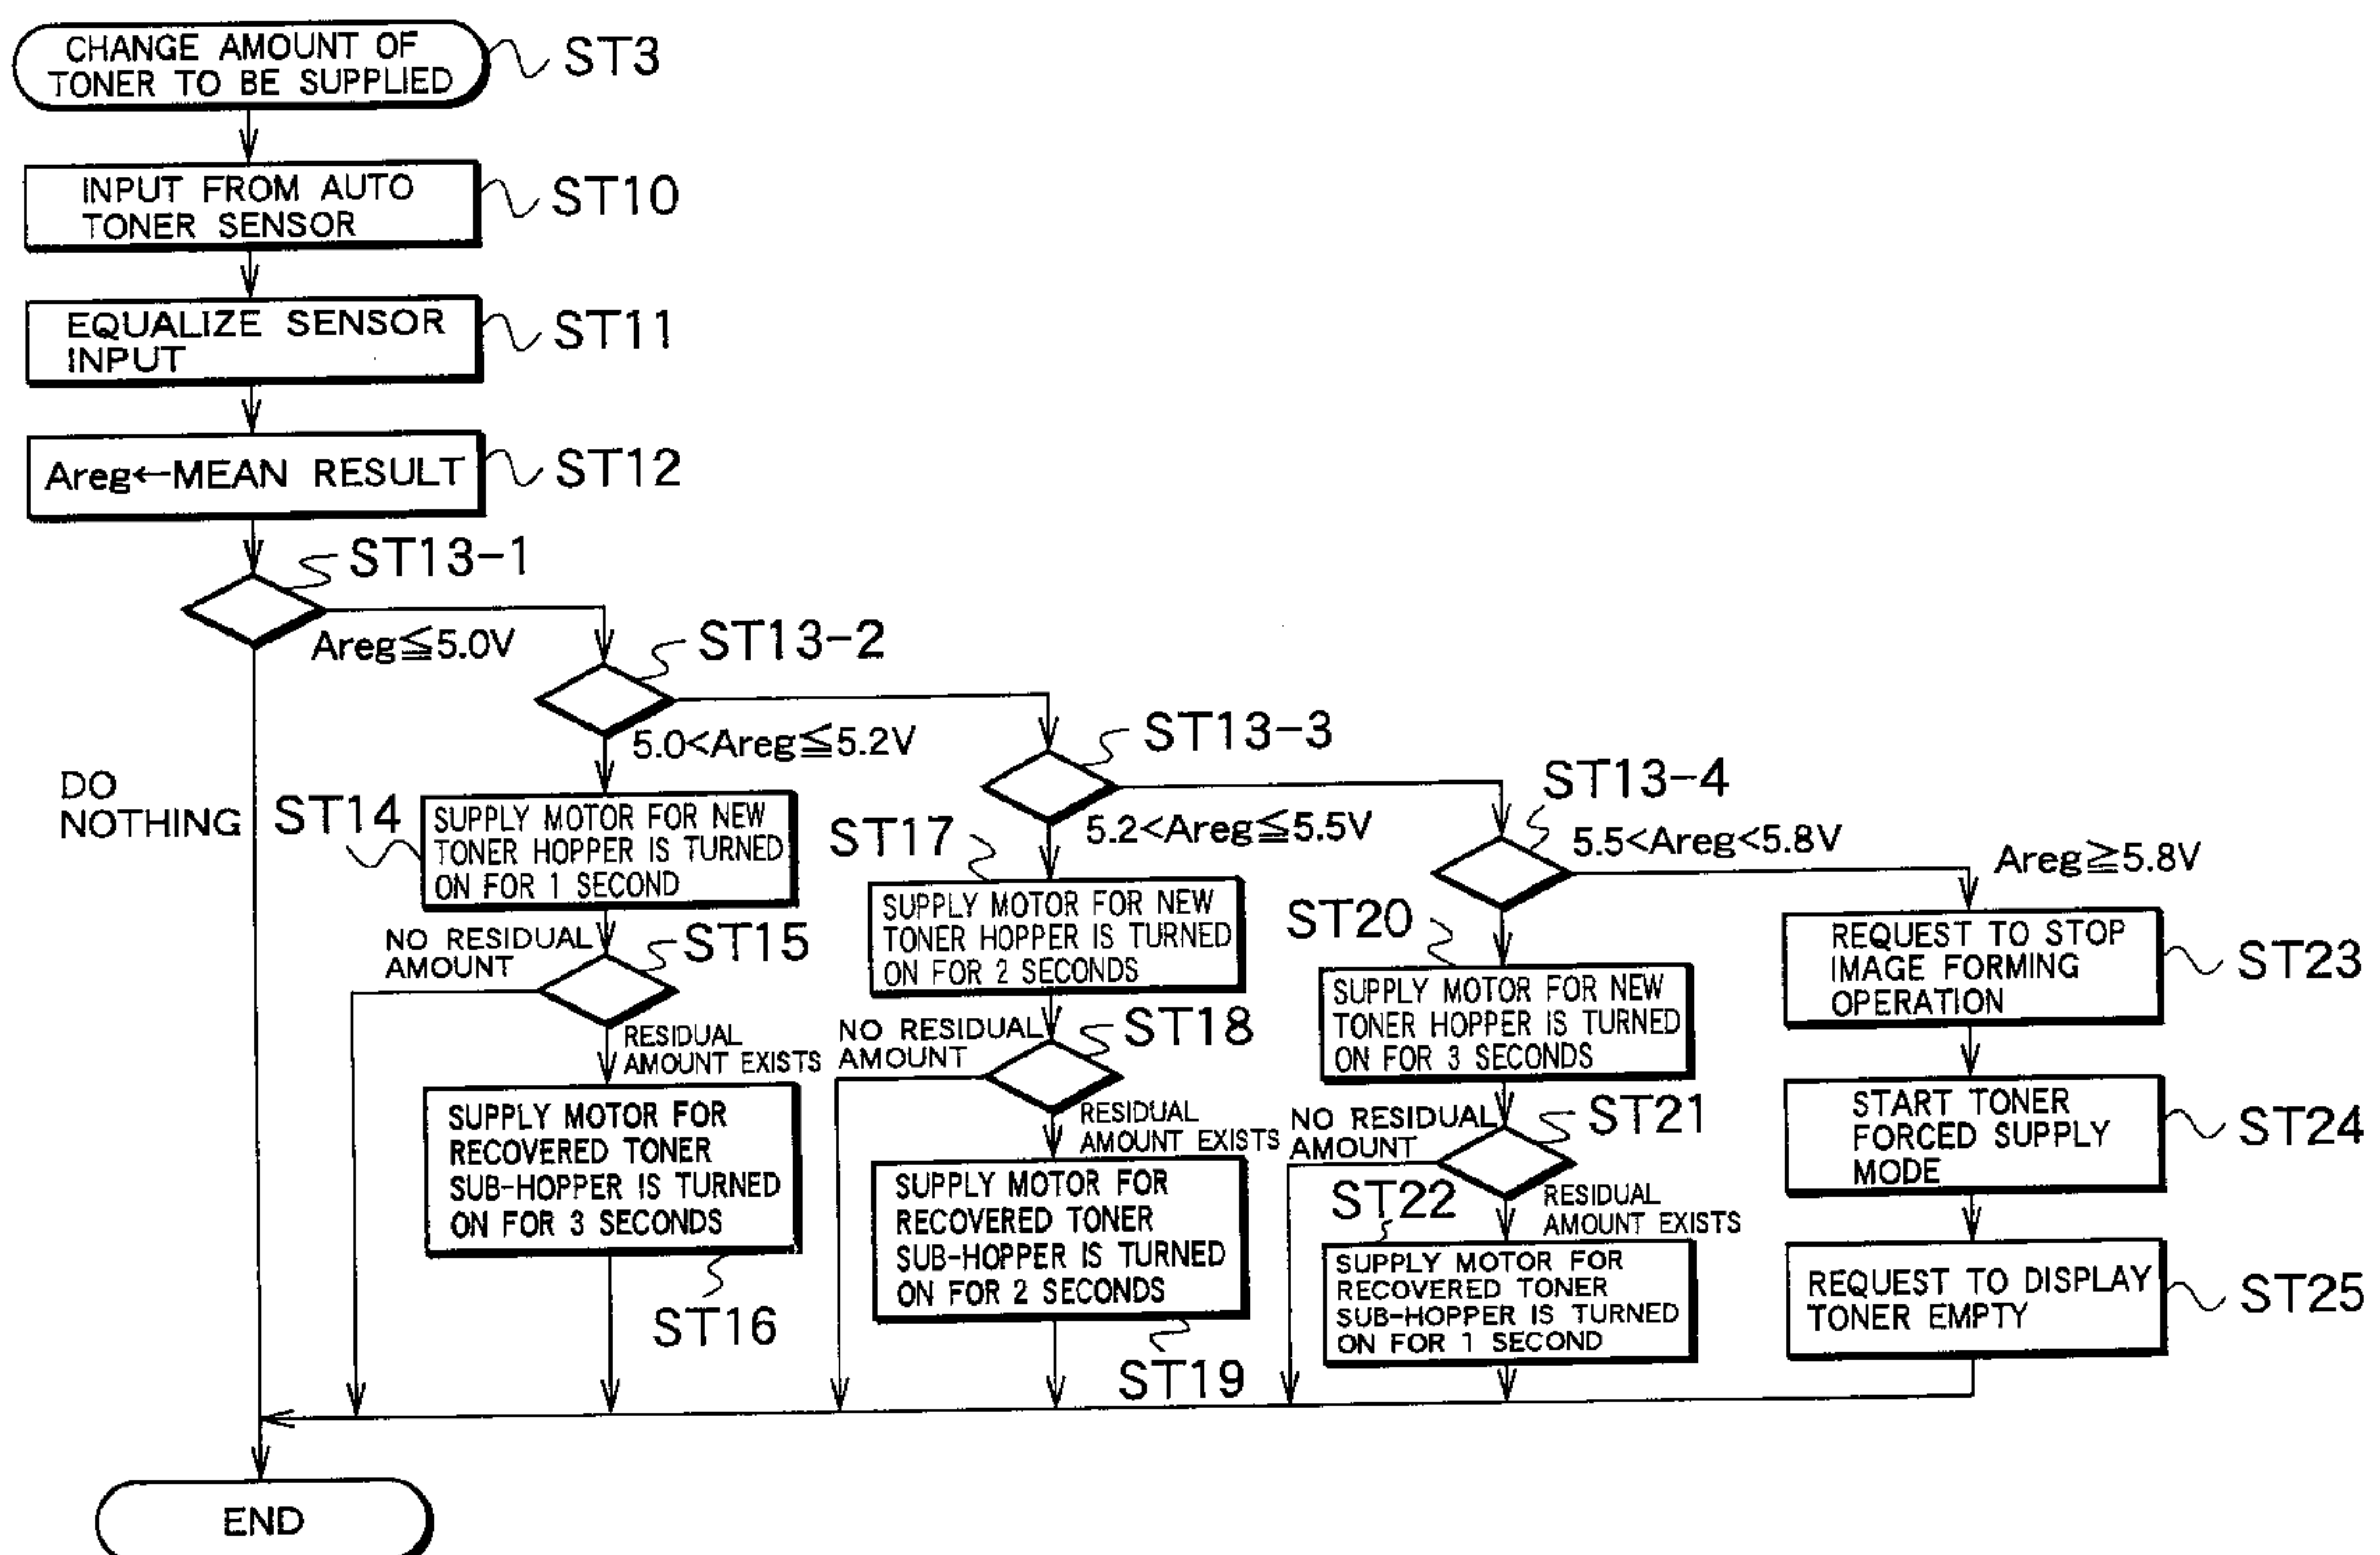 CHANGE AMOUNT OF
TONER TO BE SUPPLIED
ST3
INPUT FROM AUTO
TONER SENSOR
ST10
EQUALIZE SENSOR
INPUT
ST11
Areg←MEAN RESULT
ST12
ST13-1
Areg≦5.0V
DO
NOTHING
ST13-2
5.0<Areg≦5.2V
ST14
SUPPLY MOTOR FOR NEW
TONER HOPPER IS TURNED
ON FOR 1 SECOND
NO RESIDUAL
AMOUNT
ST15
RESIDUAL
AMOUNT EXISTS
SUPPLY MOTOR FOR
RECOVERED TONER
SUB-HOPPER IS TURNED
ON FOR 3 SECONDS
ST16
ST13-3
5.2<Areg≦5.5V
ST17
SUPPLY MOTOR FOR NEW
TONER HOPPER IS TURNED
ON FOR 2 SECONDS
NO RESIDUAL
AMOUNT
ST18
RESIDUAL
AMOUNT EXISTS
SUPPLY MOTOR FOR
RECOVERED TONER
SUB-HOPPER IS TURNED
ON FOR 2 SECONDS
ST19
ST13-4
5.5<Areg<5.8V
ST20
SUPPLY MOTOR FOR NEW
TONER HOPPER IS TURNED
ON FOR 3 SECONDS
NO RESIDUAL
AMOUNT
ST21
RESIDUAL
AMOUNT EXISTS
ST22
SUPPLY MOTOR FOR
RECOVERED TONER
SUB-HOPPER IS TURNED
ON FOR 1 SECOND
Areg≧5.8V
REQUEST TO STOP
IMAGE FORMING
OPERATION
ST23
START TONER
FORCED SUPPLY
MODE
ST24
REQUEST TO DISPLAY
TONER EMPTY
ST25
END